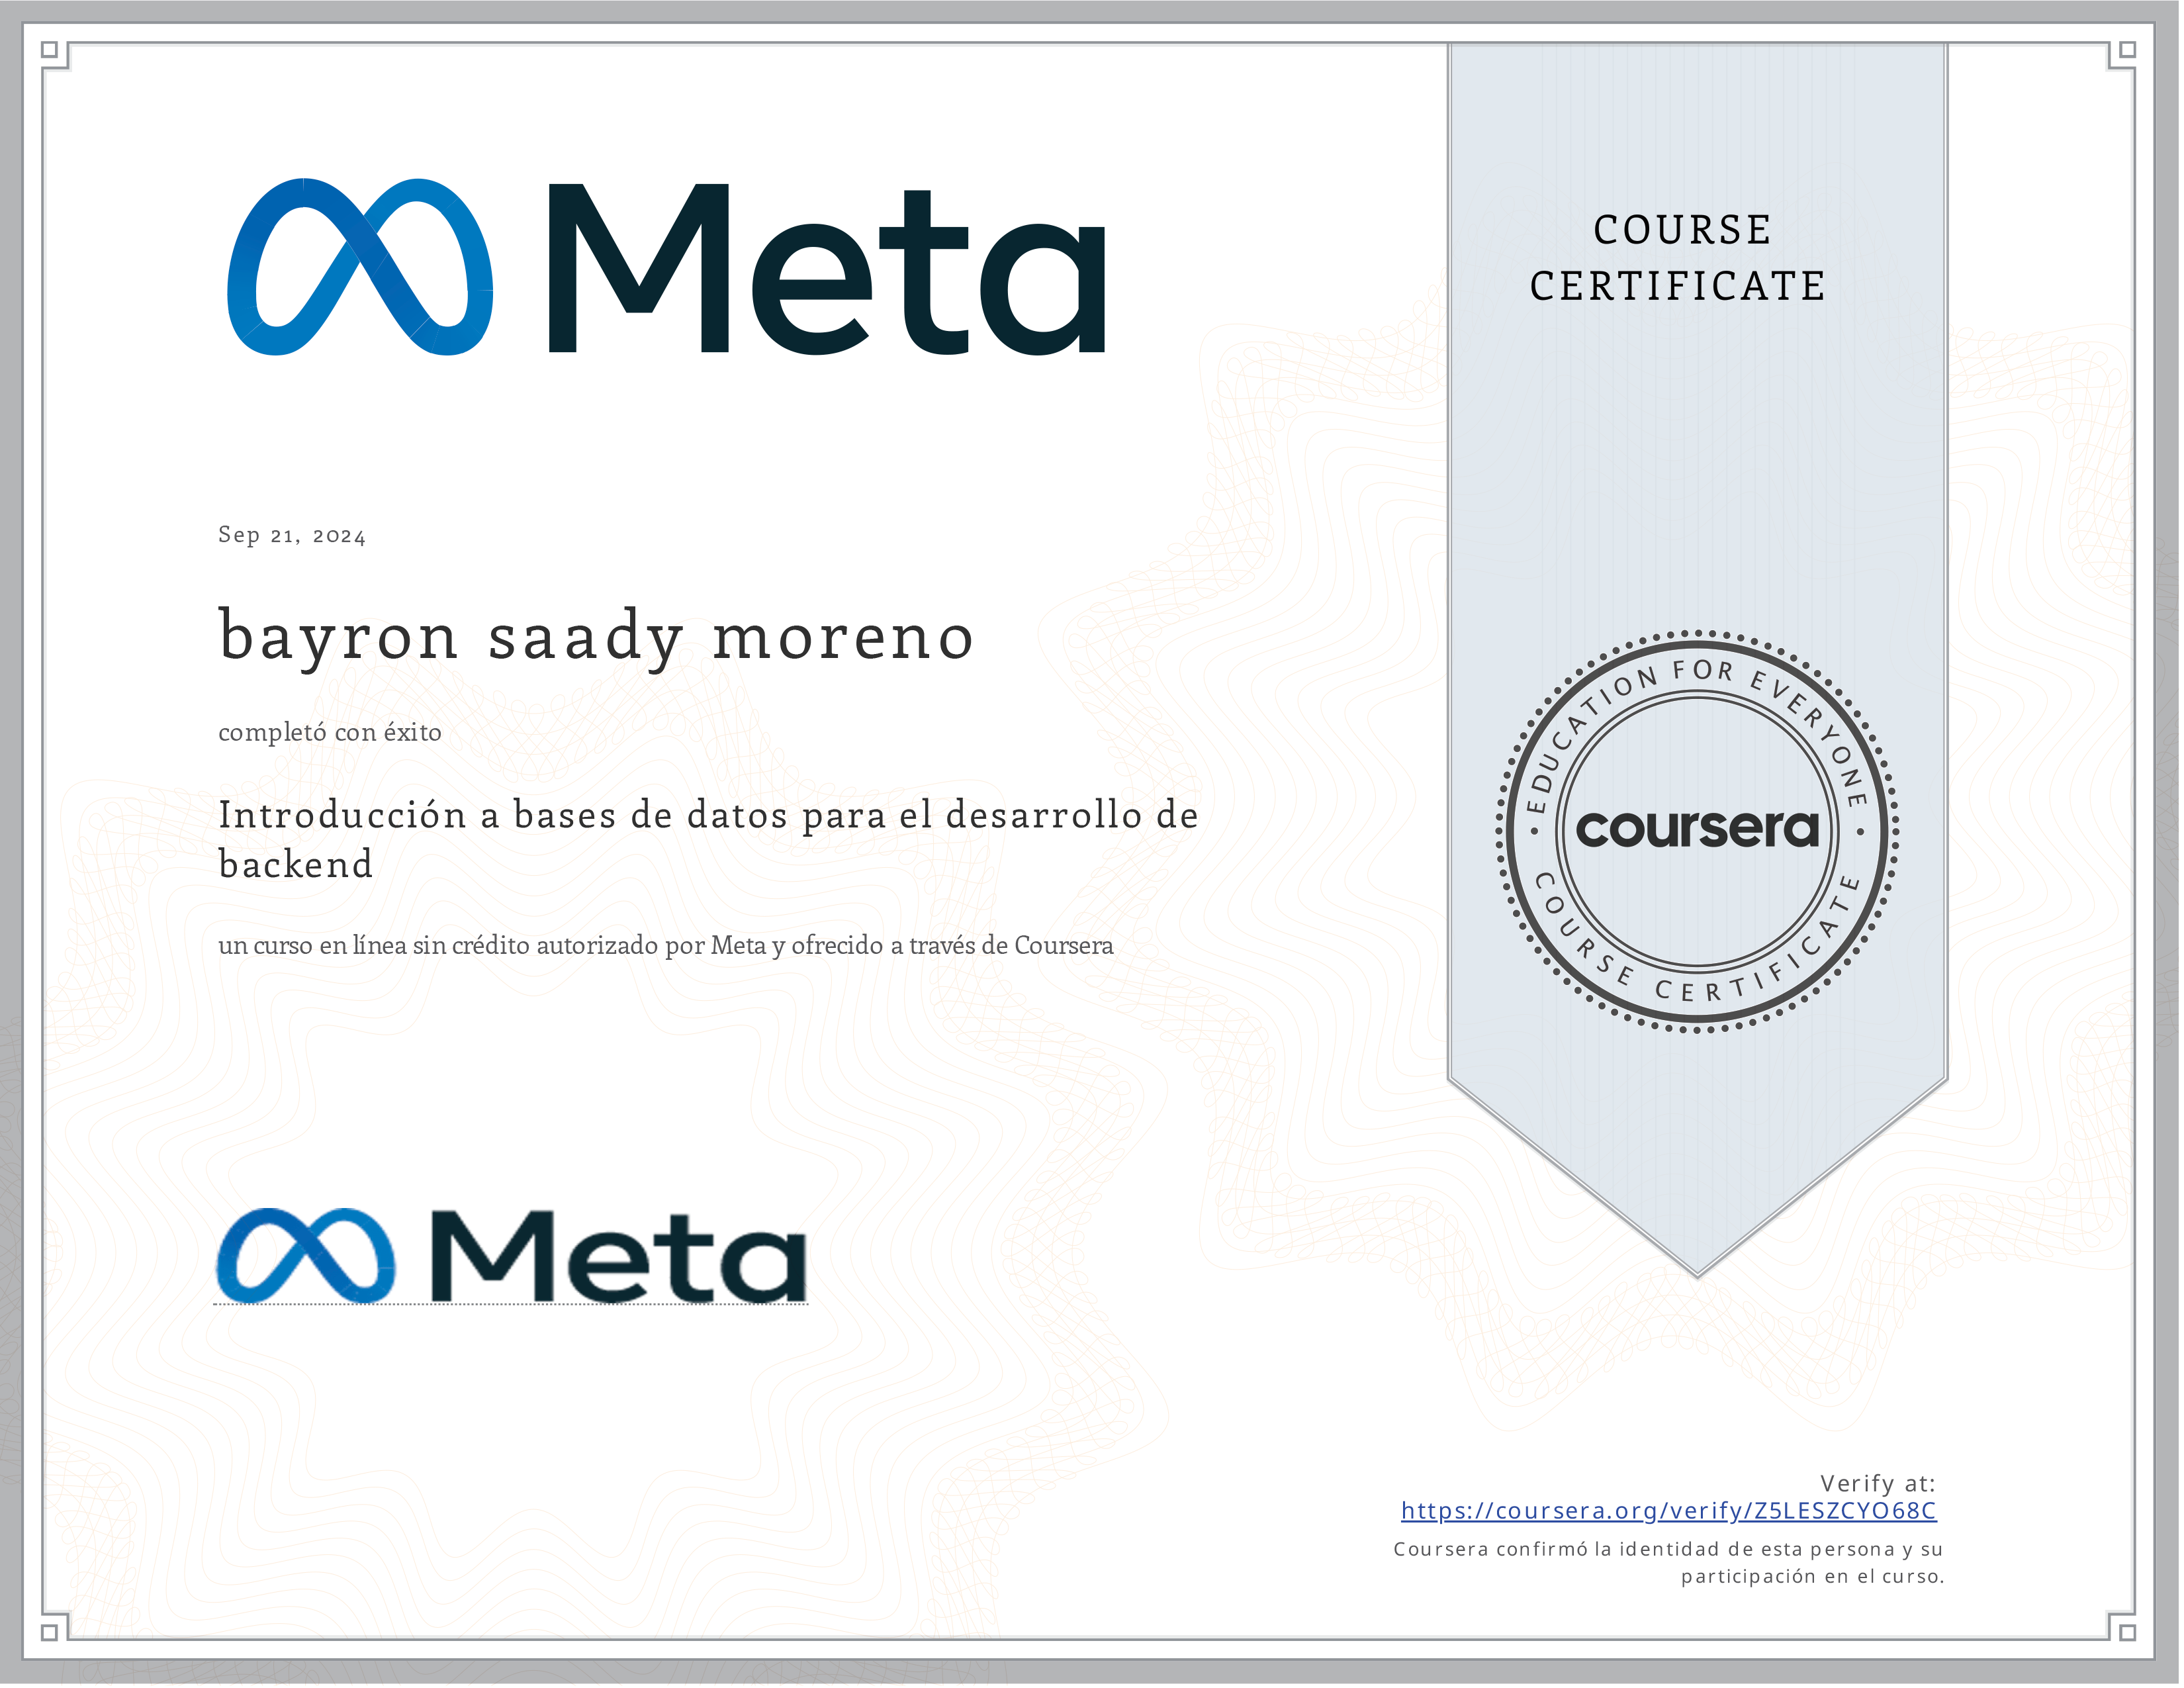 Meta
COURSE
CERTIFICATE
Sep 21, 2024
bayron saady moreno
completó con éxito
Introducción a bases de datos para el desarrollo de
backend
un curso en línea sin crédito autorizado por Meta y ofrecido a través de Coursera
EDUCATION FOR EVERYONE
coursera
COURSE CERTIFICATE
Meta
Verify at:
https://coursera.org/verify/Z5LESZCYO68C
Coursera confirmó la identidad de esta persona y su
participación en el curso.